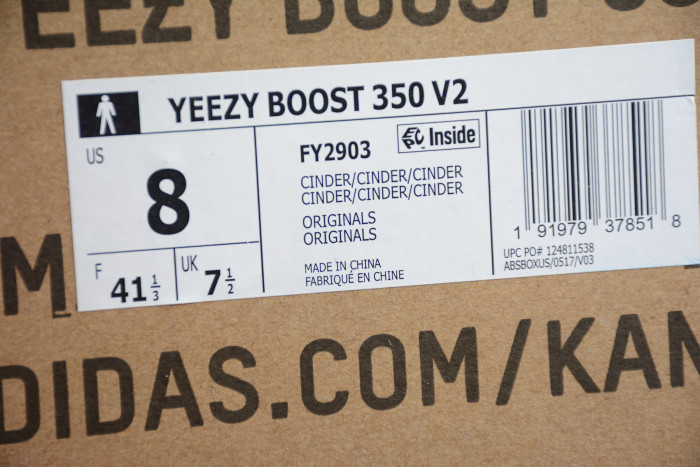 YEEZY BOOST
YEEZY BOOST 350 V2
US
8
F
41 1/3
UK
7 1/2
FY2903
Inside
CINDER/CINDER/CINDER
CINDER/CINDER/CINDER
ORIGINALS
ORIGINALS
MADE IN CHINA
FABRIQUÉ EN CHINE
1 91979 37851 8
UPC PO# 124811538
ABSBOXUS/0517/V03
M
DIDAS.COM/KAN